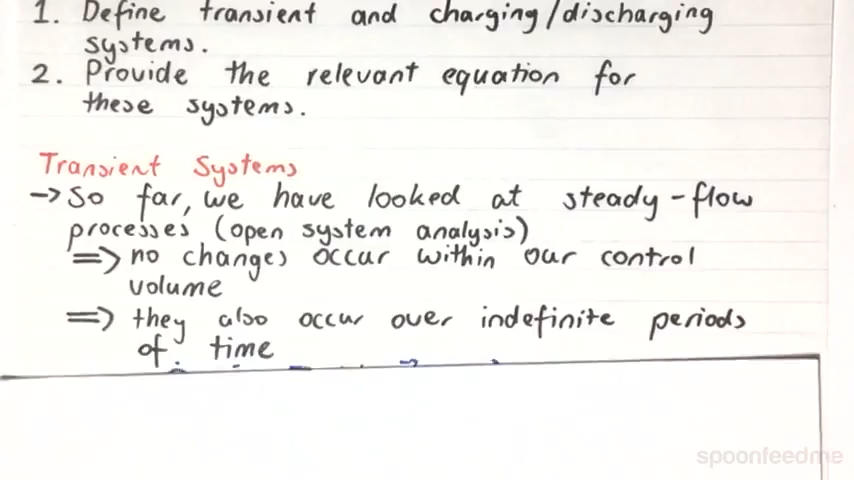 1. Define transient and charging/discharging
systems.
2. Provide the relevant equation for
these systems.
Transient Systems
→ So far, we have looked at steady-flow
processes (open system analysis)
⇒ no changes occur within our control
volume
⇒ they also occur over indefinite periods
of time
spoonfeedme